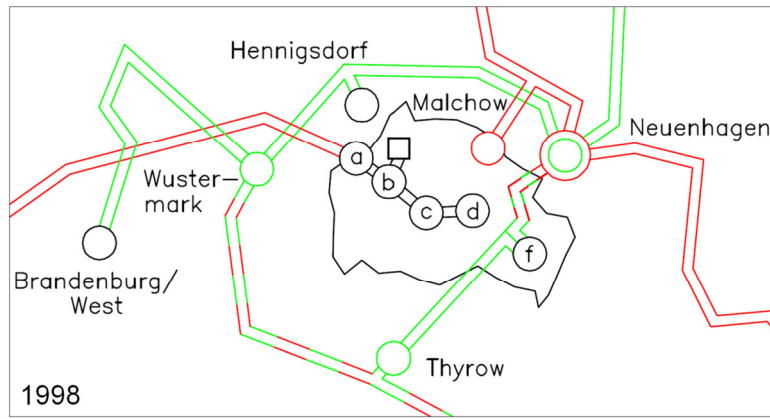 Hennigsdorf
Malchow
Neuenhagen
a
b
Wuster-
mark
c
d
f
Brandenburg/
West
Thyrow
1998